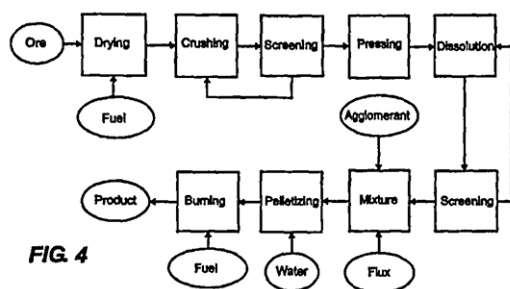 Ore
Drying
Crushing
Screening
Pressing
Dissolution
Fuel
Agglomerant
Product
Burning
Pelletizing
Mixture
Screening
FIG. 4
Fuel
Water
Flux